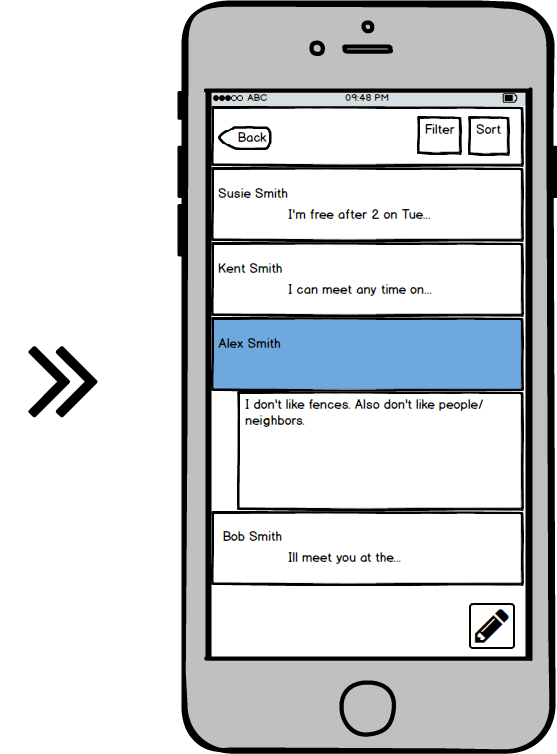 ABC 09:48 PM
Back Filter Sort
Susie Smith
I'm free after 2 on Tue...
Kent Smith
I can meet any time on...
Alex Smith
I don't like fences. Also don't like people/
neighbors.
Bob Smith
Ill meet you at the...